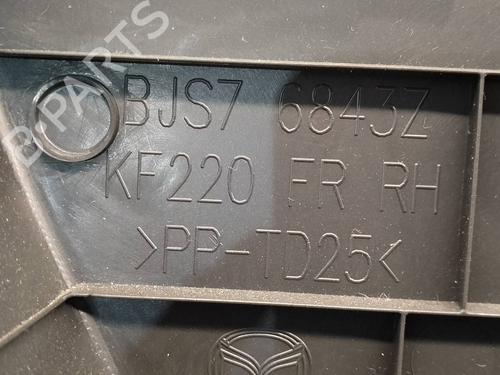 B-PARTS
BJS7 6843Z
KF220 FR RH
>PP-TD25<